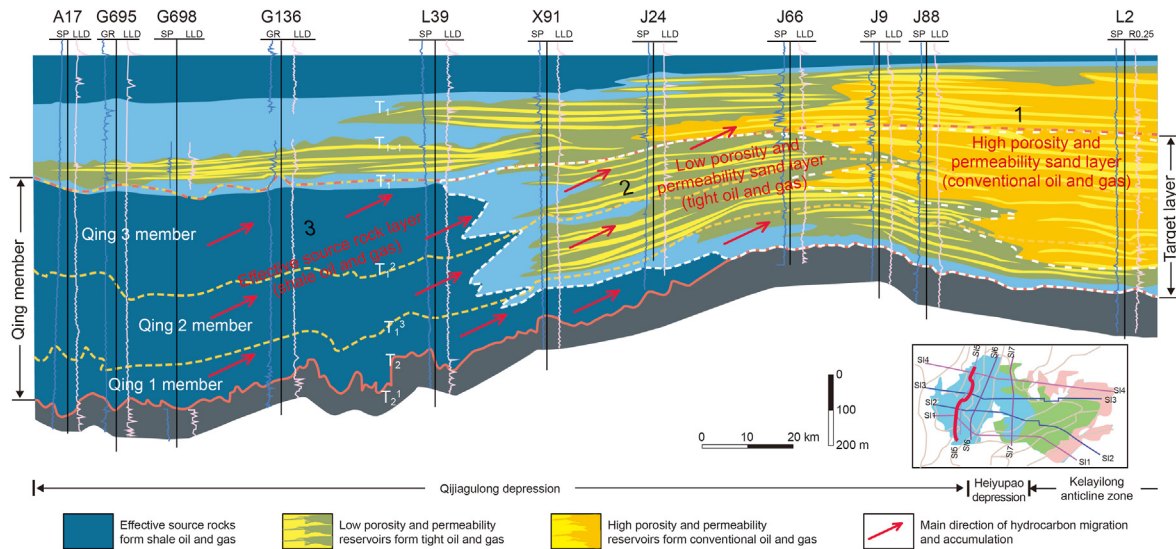 A17 G695 G698 G136 L39 X91 J24 J66 J9 J88 L2
SP LLD GR LLD SP LLD GR LLD SP LLD SP LLD SP LLD SP LLD SP LLD SP LLD SP R0.25
T₁
T₁₋₁
T₁¹
1
High porosity and
permeability sand layer
(conventional oil and gas)
2
Low porosity and
permeability sand layer
(tight oil and gas)
3
Effective source rock layer
(shale oil and gas)
Qing member
Target layer
Qing 3 member
T₁²
Qing 2 member
T₁³
Qing 1 member
T₂
T₂¹
0
100
200 m
0 10 20 km
SI4 SI5 SI6 SI7
SI3 SI4
SI2 SI3
SI1
SI5 SI6 SI7 SI1 SI2
Qijiagulong depression
Heiyupao
depression
Kelayilong
anticline zone
Effective source rocks
form shale oil and gas
Low porosity and permeability
reservoirs form tight oil and gas
High porosity and permeability
reservoirs form conventional oil and gas
Main direction of hydrocarbon migration
and accumulation